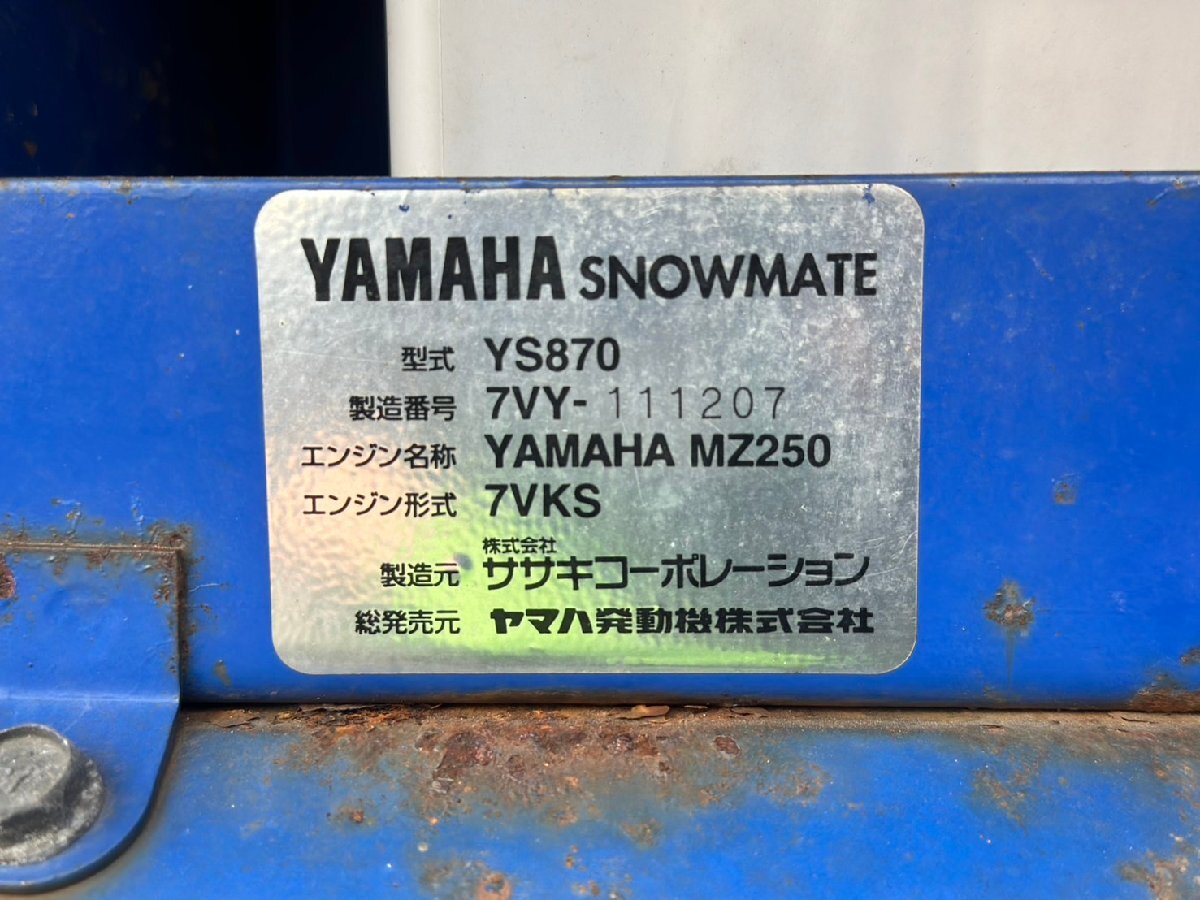 YAMAHA SNOWMATE
型式 YS870
製造番号 7VY-111207
エンジン名称 YAMAHA MZ250
エンジン形式 7VKS
株式会社
製造元 ササキコーポレーション
総発売元 ヤマハ発動機株式会社